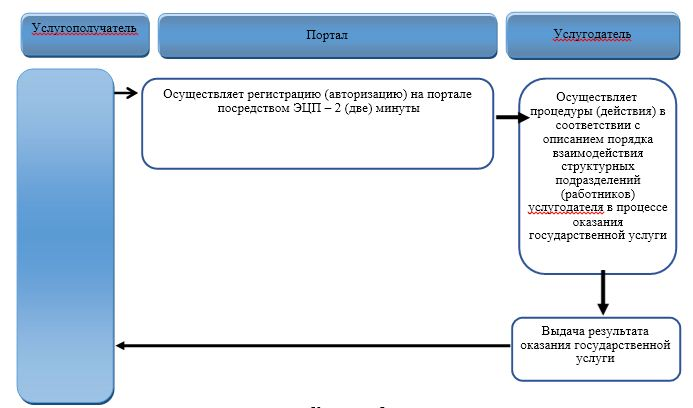 Услугополучатель
Портал
Услугодатель
Осуществляет регистрацию (авторизацию) на портале
посредством ЭЦП – 2 (две) минуты
Осуществляет
процедуры (действия) в
соответствии с
описанием порядка
взаимодействия
структурных
подразделений
(работников)
услугодателя в процессе
оказания
государственной услуги
Выдача результата
оказания государственной
услуги